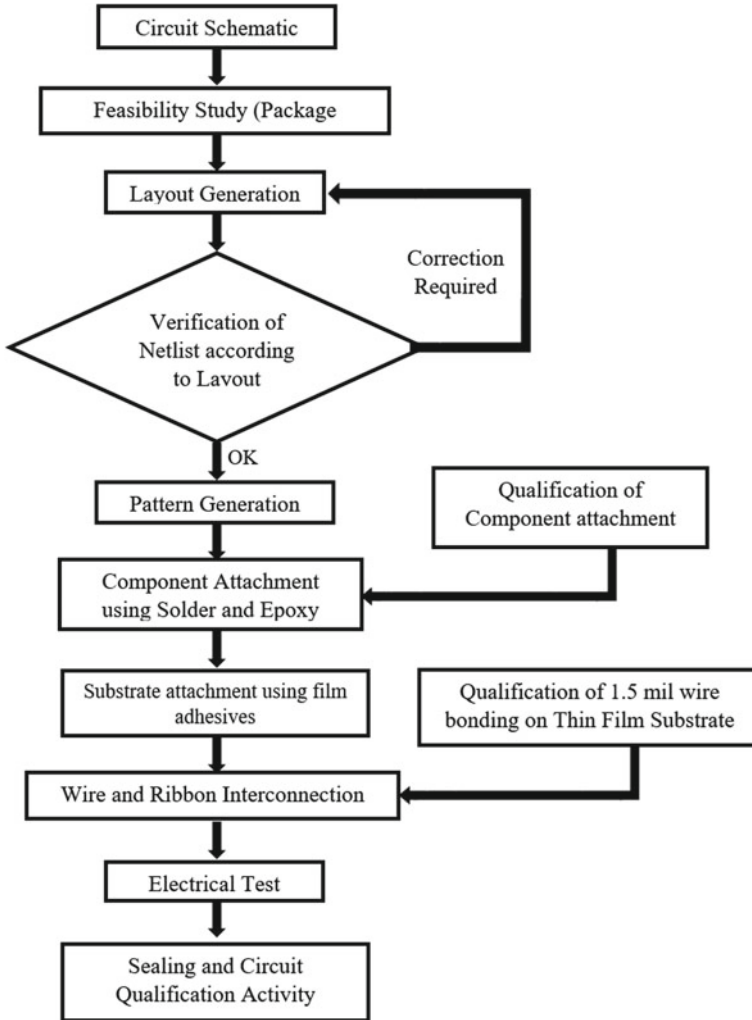 Circuit Schematic
Feasibility Study (Package
Layout Generation
Correction
Required
Verification of
Netlist according
to Lavout
OK
Pattern Generation
Qualification of
Component attachment
Component Attachment
using Solder and Epoxy
Substrate attachment using film
adhesives
Qualification of 1.5 mil wire
bonding on Thin Film Substrate
Wire and Ribbon Interconnection
Electrical Test
Sealing and Circuit
Qualification Activity